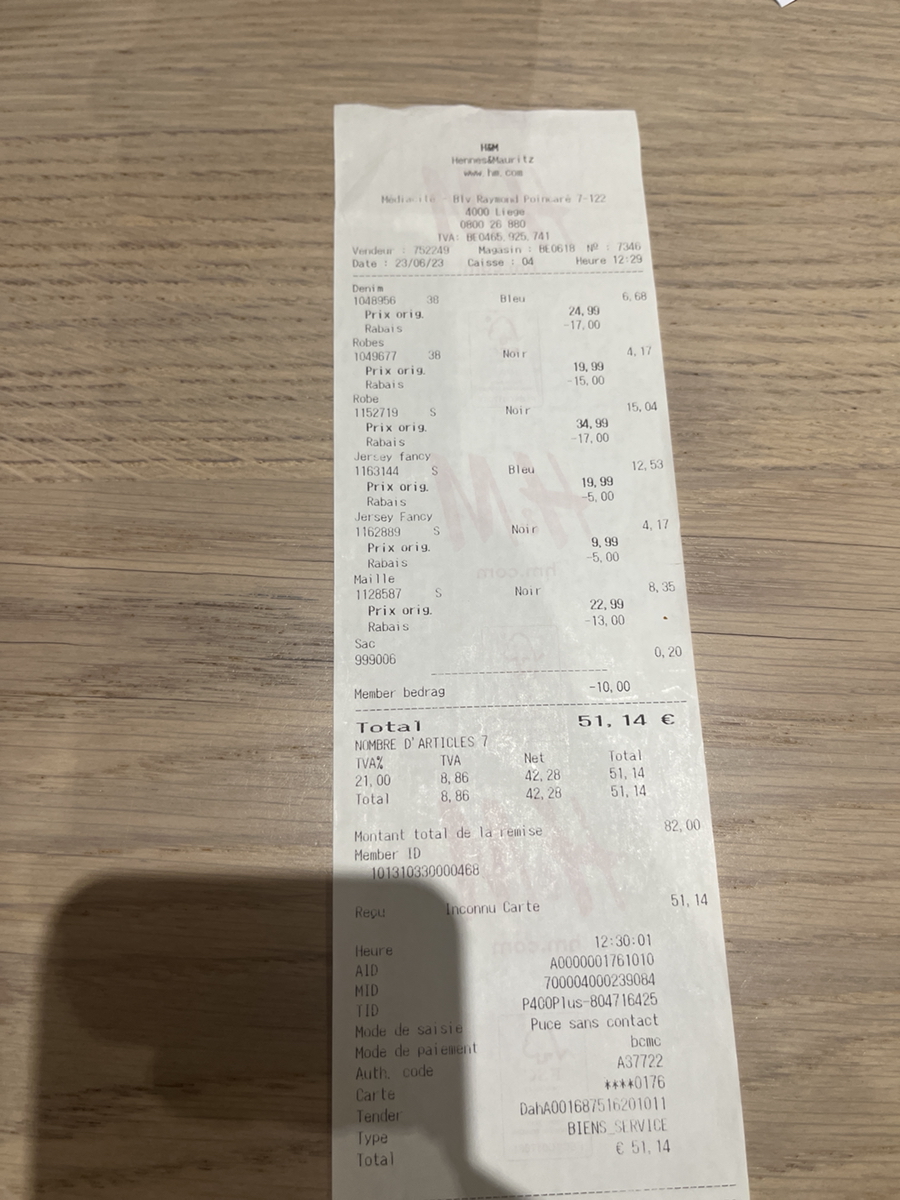 H&M
Hennes&Mauritz
www.hm.com
Médiacité - Blv Raymond Poincaré 7-122
4000 Liege
0800 26 880
TVA: BE0465.925.741
Vendeur : 752249 Magasin : BE0618 Nº : 7346
Date : 23/06/23 Caisse : 04 Heure 12:29
Denim
1048956 38 Bleu 6,68
Prix orig. 24,99
Rabais -17,00
Robes
1049677 38 Noir 4,17
Prix orig. 19,99
Rabais -15,00
Robe
1152719 S Noir 15,04
Prix orig. 34,99
Rabais -17,00
Jersey fancy
1163144 S Bleu 12,53
Prix orig. 19,99
Rabais -5,00
Jersey Fancy
1162889 S Noir 4,17
Prix orig. 9,99
Rabais -5,00
Maille
1128587 S Noir 8,35
Prix orig. 22,99
Rabais -13,00
Sac
999006 0,20
Member bedrag -10,00
Total 51,14 €
NOMBRE D'ARTICLES 7
TVA% TVA Net Total
21,00 8,86 42,28 51,14
Total 8,86 42,28 51,14
Montant total de la remise 82,00
Member ID
101310330000468
Reçu Inconnu Carte 51,14
Heure 12:30:01
AID A0000001761010
MID 700004000239084
TID P400Plus-804716425
Mode de saisie Puce sans contact
Mode de paiement bcmc
Auth. code A37722
Carte ****0176
Tender DahA001687516201011
Type BIENS_SERVICE
Total € 51,14